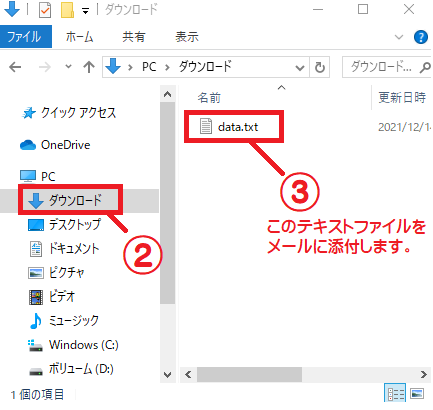 ダウンロード
ファイル ホーム 共有 表示
PC ダウンロード
ダウンロード...
名前 更新日時
クイック アクセス
data.txt 2021/12/14
OneDrive
PC
ダウンロード
③
このテキストファイルを
メールに添付します。
デスクトップ
②
ドキュメント
ピクチャ
ビデオ
ミュージック
Windows (C:)
ボリューム (D:)
1 個の項目